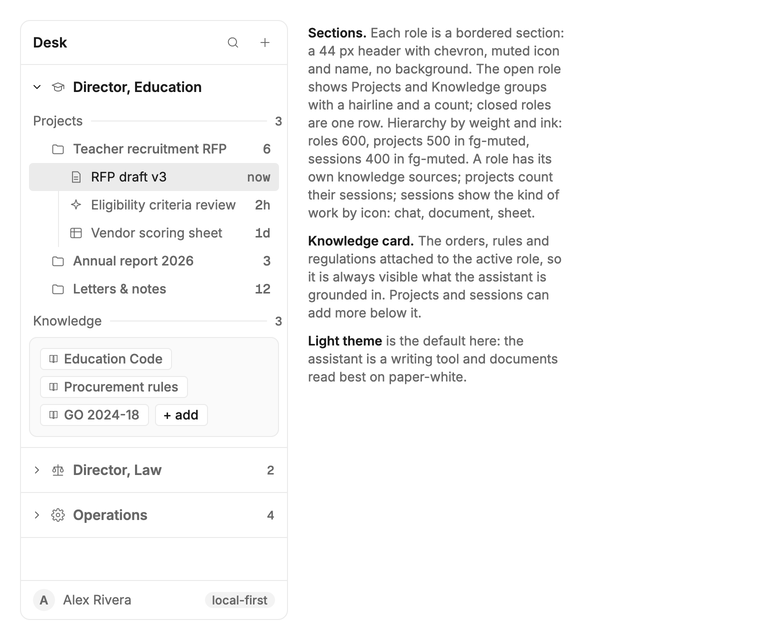 Desk
Director, Education
Projects 3
Teacher recruitment RFP 6
RFP draft v3 now
Eligibility criteria review 2h
Vendor scoring sheet 1d
Annual report 2026 3
Letters & notes 12
Knowledge 3
Education Code
Procurement rules
GO 2024-18 + add
Director, Law 2
Operations 4
A Alex Rivera local-first
Sections. Each role is a bordered section:
a 44 px header with chevron, muted icon
and name, no background. The open role
shows Projects and Knowledge groups
with a hairline and a count; closed roles
are one row. Hierarchy by weight and ink:
roles 600, projects 500 in fg-muted,
sessions 400 in fg-muted. A role has its
own knowledge sources; projects count
their sessions; sessions show the kind of
work by icon: chat, document, sheet.
Knowledge card. The orders, rules and
regulations attached to the active role, so
it is always visible what the assistant is
grounded in. Projects and sessions can
add more below it.
Light theme is the default here: the
assistant is a writing tool and documents
read best on paper-white.